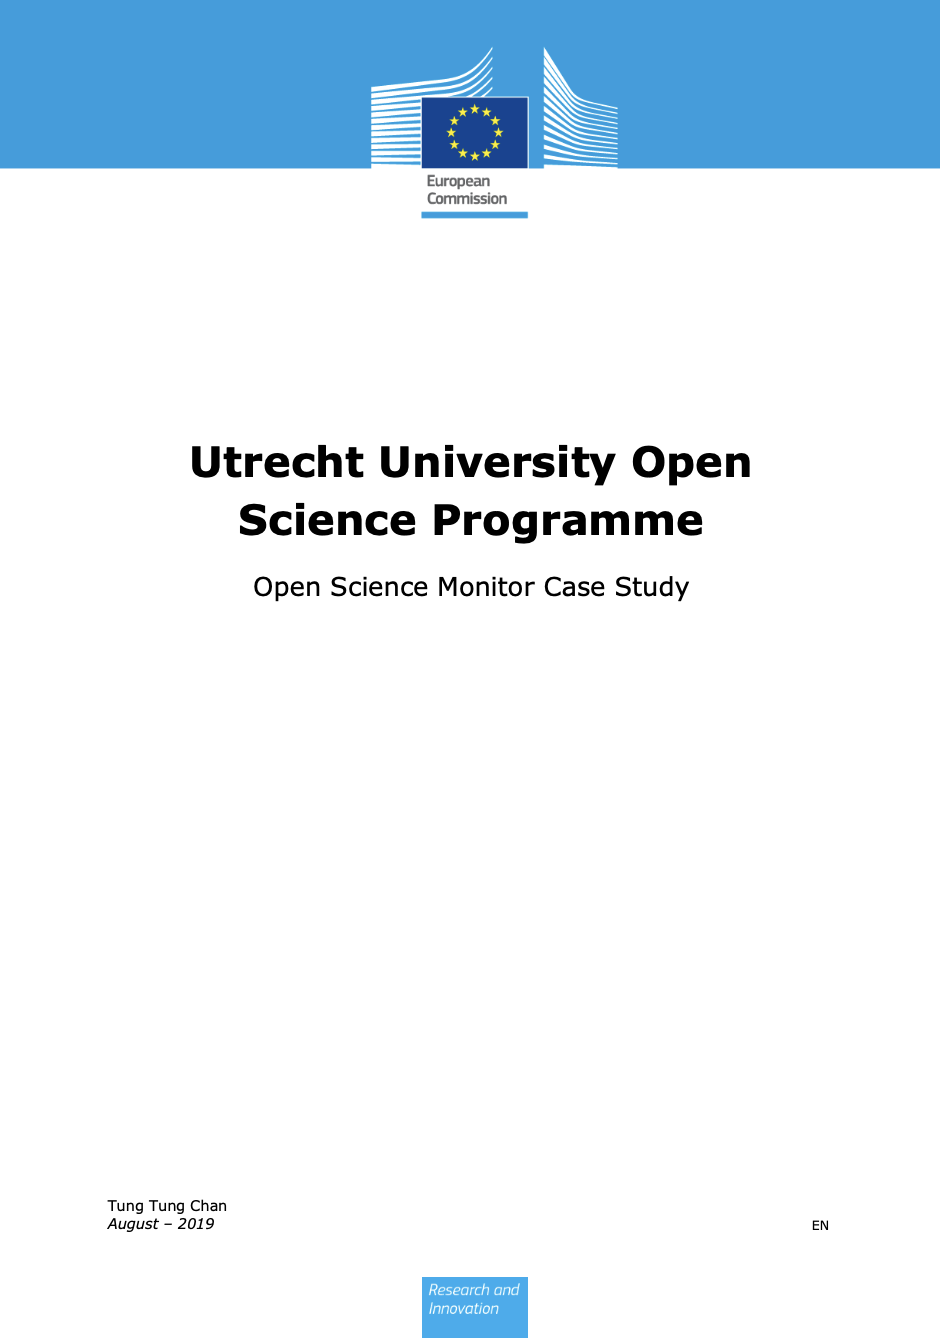 European
Commission
Utrecht University Open
Science Programme
Open Science Monitor Case Study
Tung Tung Chan
August – 2019
EN
Research and
Innovation